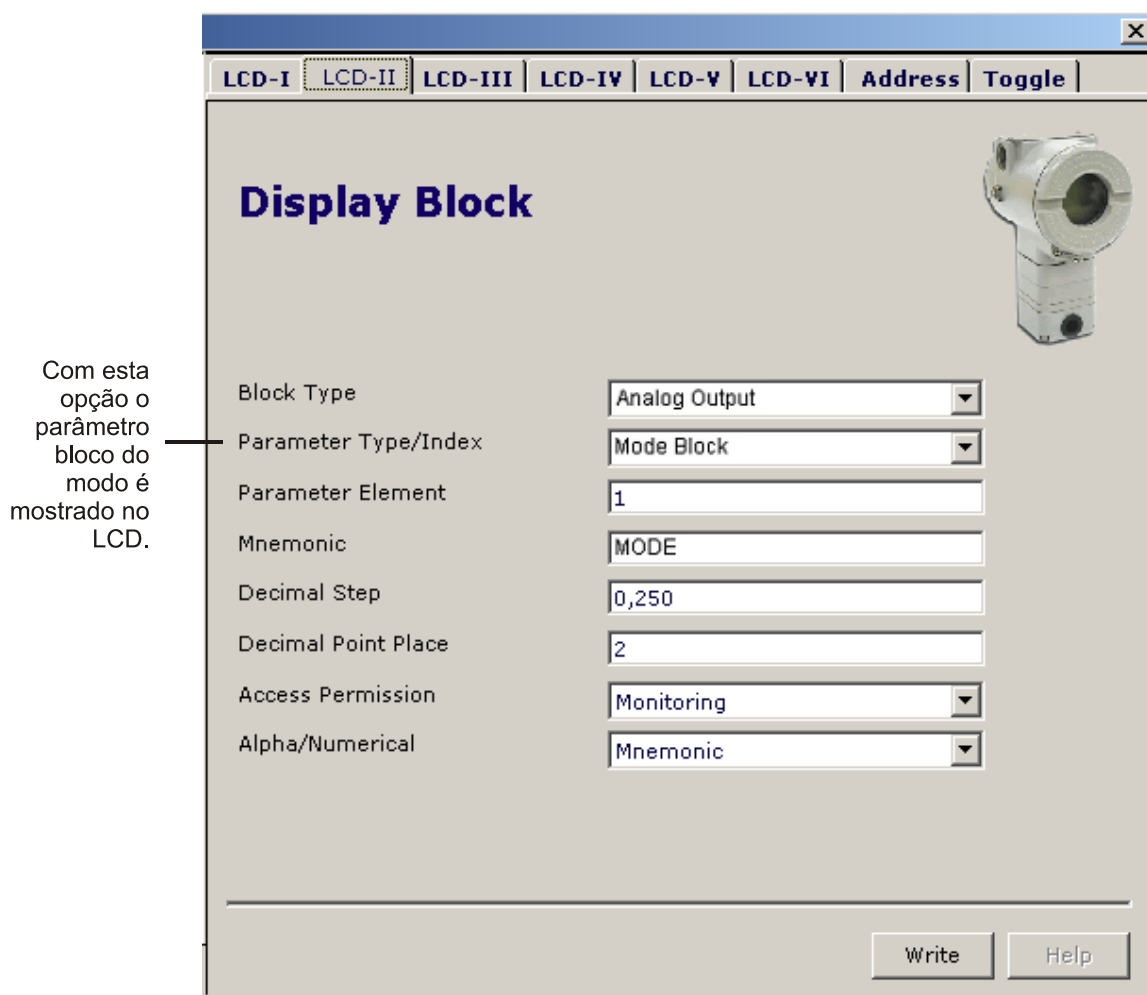 LCD-I LCD-II LCD-III LCD-IV LCD-V LCD-VI Address Toggle
Display Block
Com esta
opção o
parâmetro
bloco do
modo é
mostrado no
LCD.
Block Type Analog Output
Parameter Type/Index Mode Block
Parameter Element 1
Mnemonic MODE
Decimal Step 0,250
Decimal Point Place 2
Access Permission Monitoring
Alpha/Numerical Mnemonic
Write Help